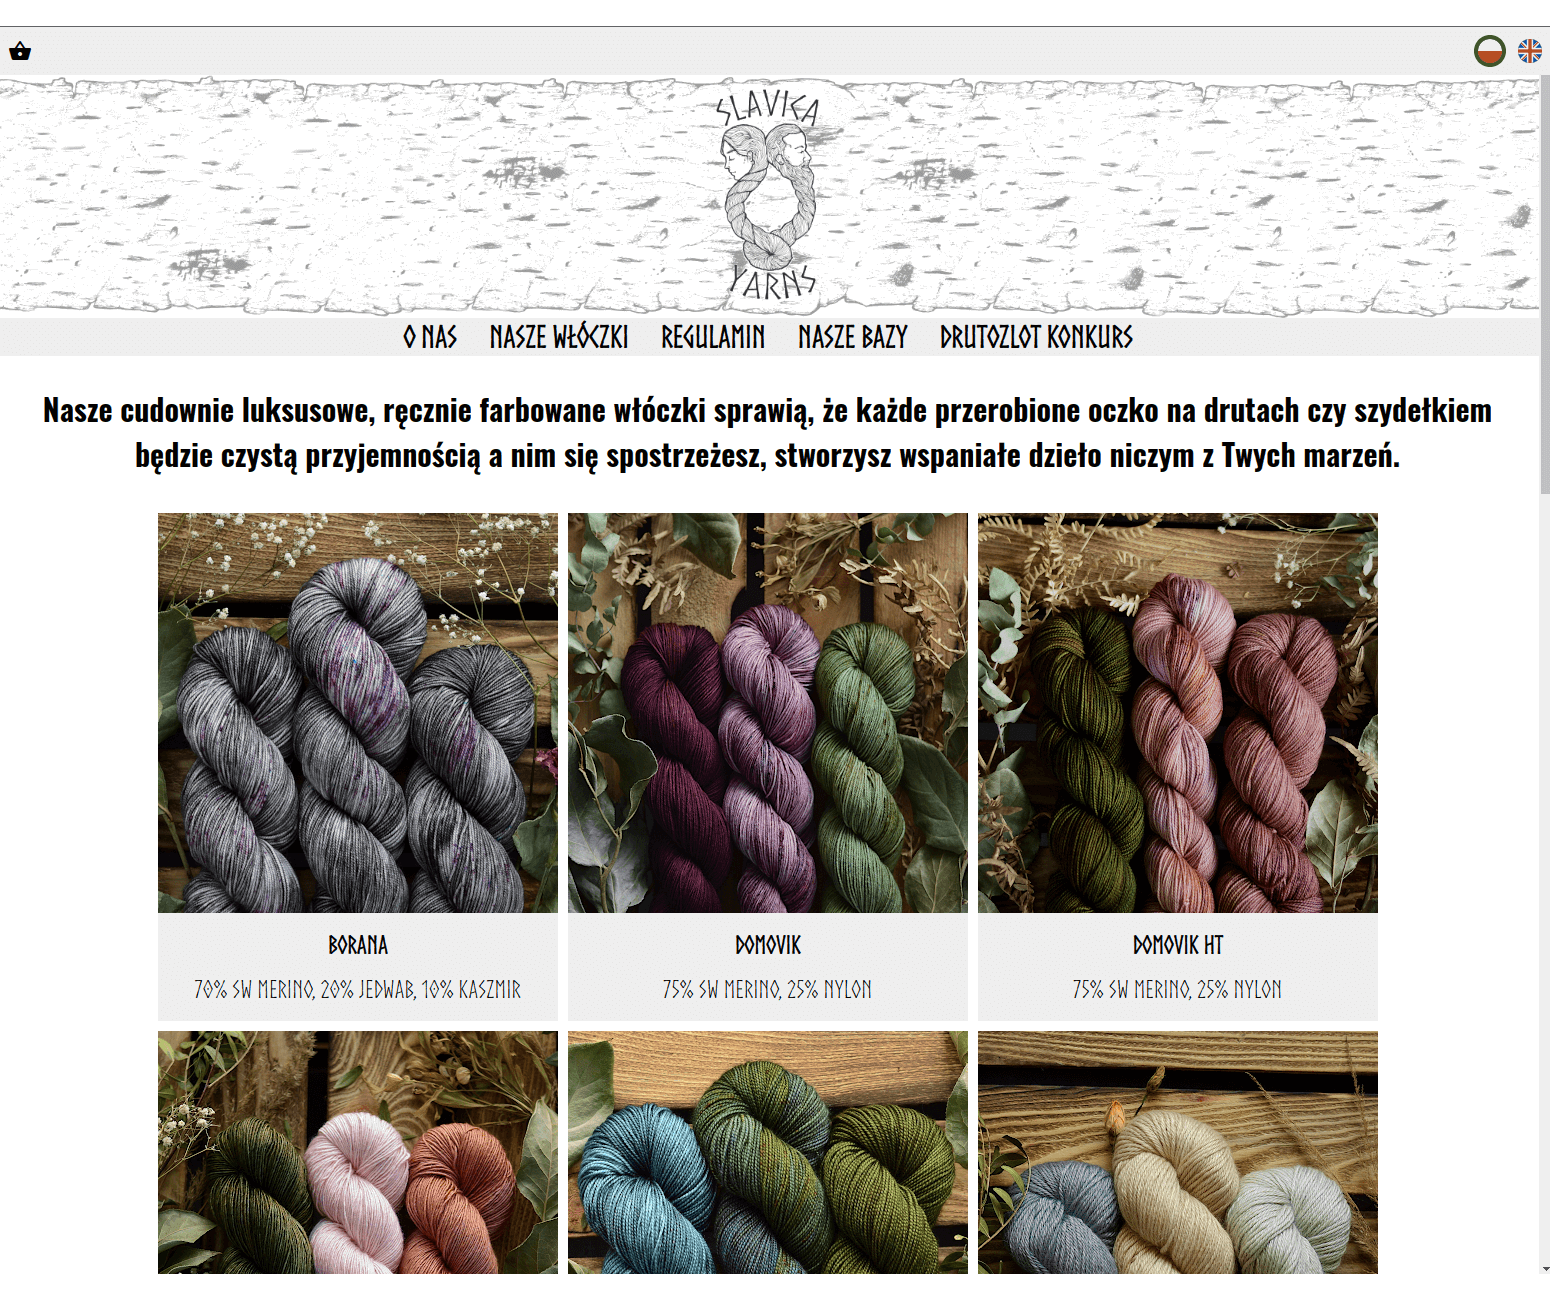 SLAVICA
YARNS
O NAS NASZE WŁÓCZKI REGULAMIN NASZE BAZY DRUTOZLOT KONKURS
Nasze cudownie luksusowe, ręcznie farbowane włóczki sprawią, że każde przerobione oczko na drutach czy szydełkiem
będzie czystą przyjemnością a nim się spostrzeżesz, stworzysz wspaniałe dzieło niczym z Twych marzeń.
BORANA
70% SW MERINO, 20% JEDWAB, 10% KASZMIR
DOMOVIK
75% SW MERINO, 25% NYLON
DOMOVIK HT
75% SW MERINO, 25% NYLON